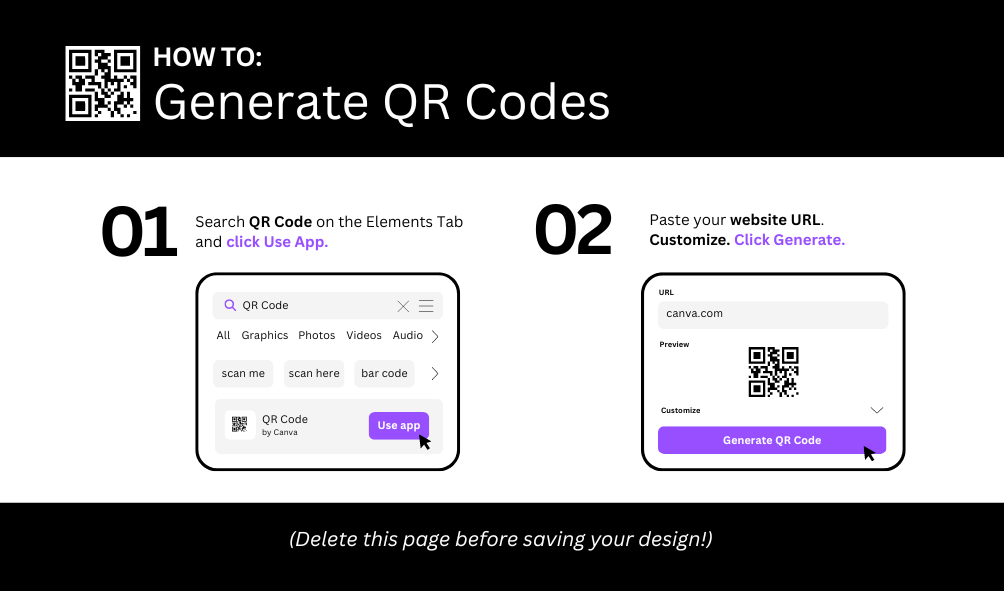 HOW TO:
Generate QR Codes
01
Search QR Code on the Elements Tab
and click Use App.
QR Code
All Graphics Photos Videos Audio
scan me scan here bar code
QR Code
by Canva
Use app
02
Paste your website URL.
Customize. Click Generate.
URL
canva.com
Preview
Customize
Generate QR Code
(Delete this page before saving your design!)